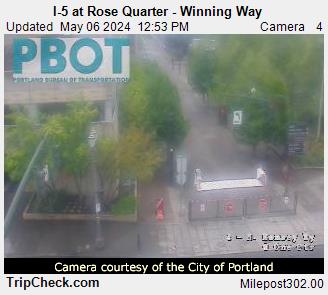 I-5 at Rose Quarter - Winning Way
Updated May 06 2024 12:53 PM Camera 4
PBOT
PORTLAND BUREAU OF TRANSPORTATION
Camera courtesy of the City of Portland
TripCheck.com Milepost302.00